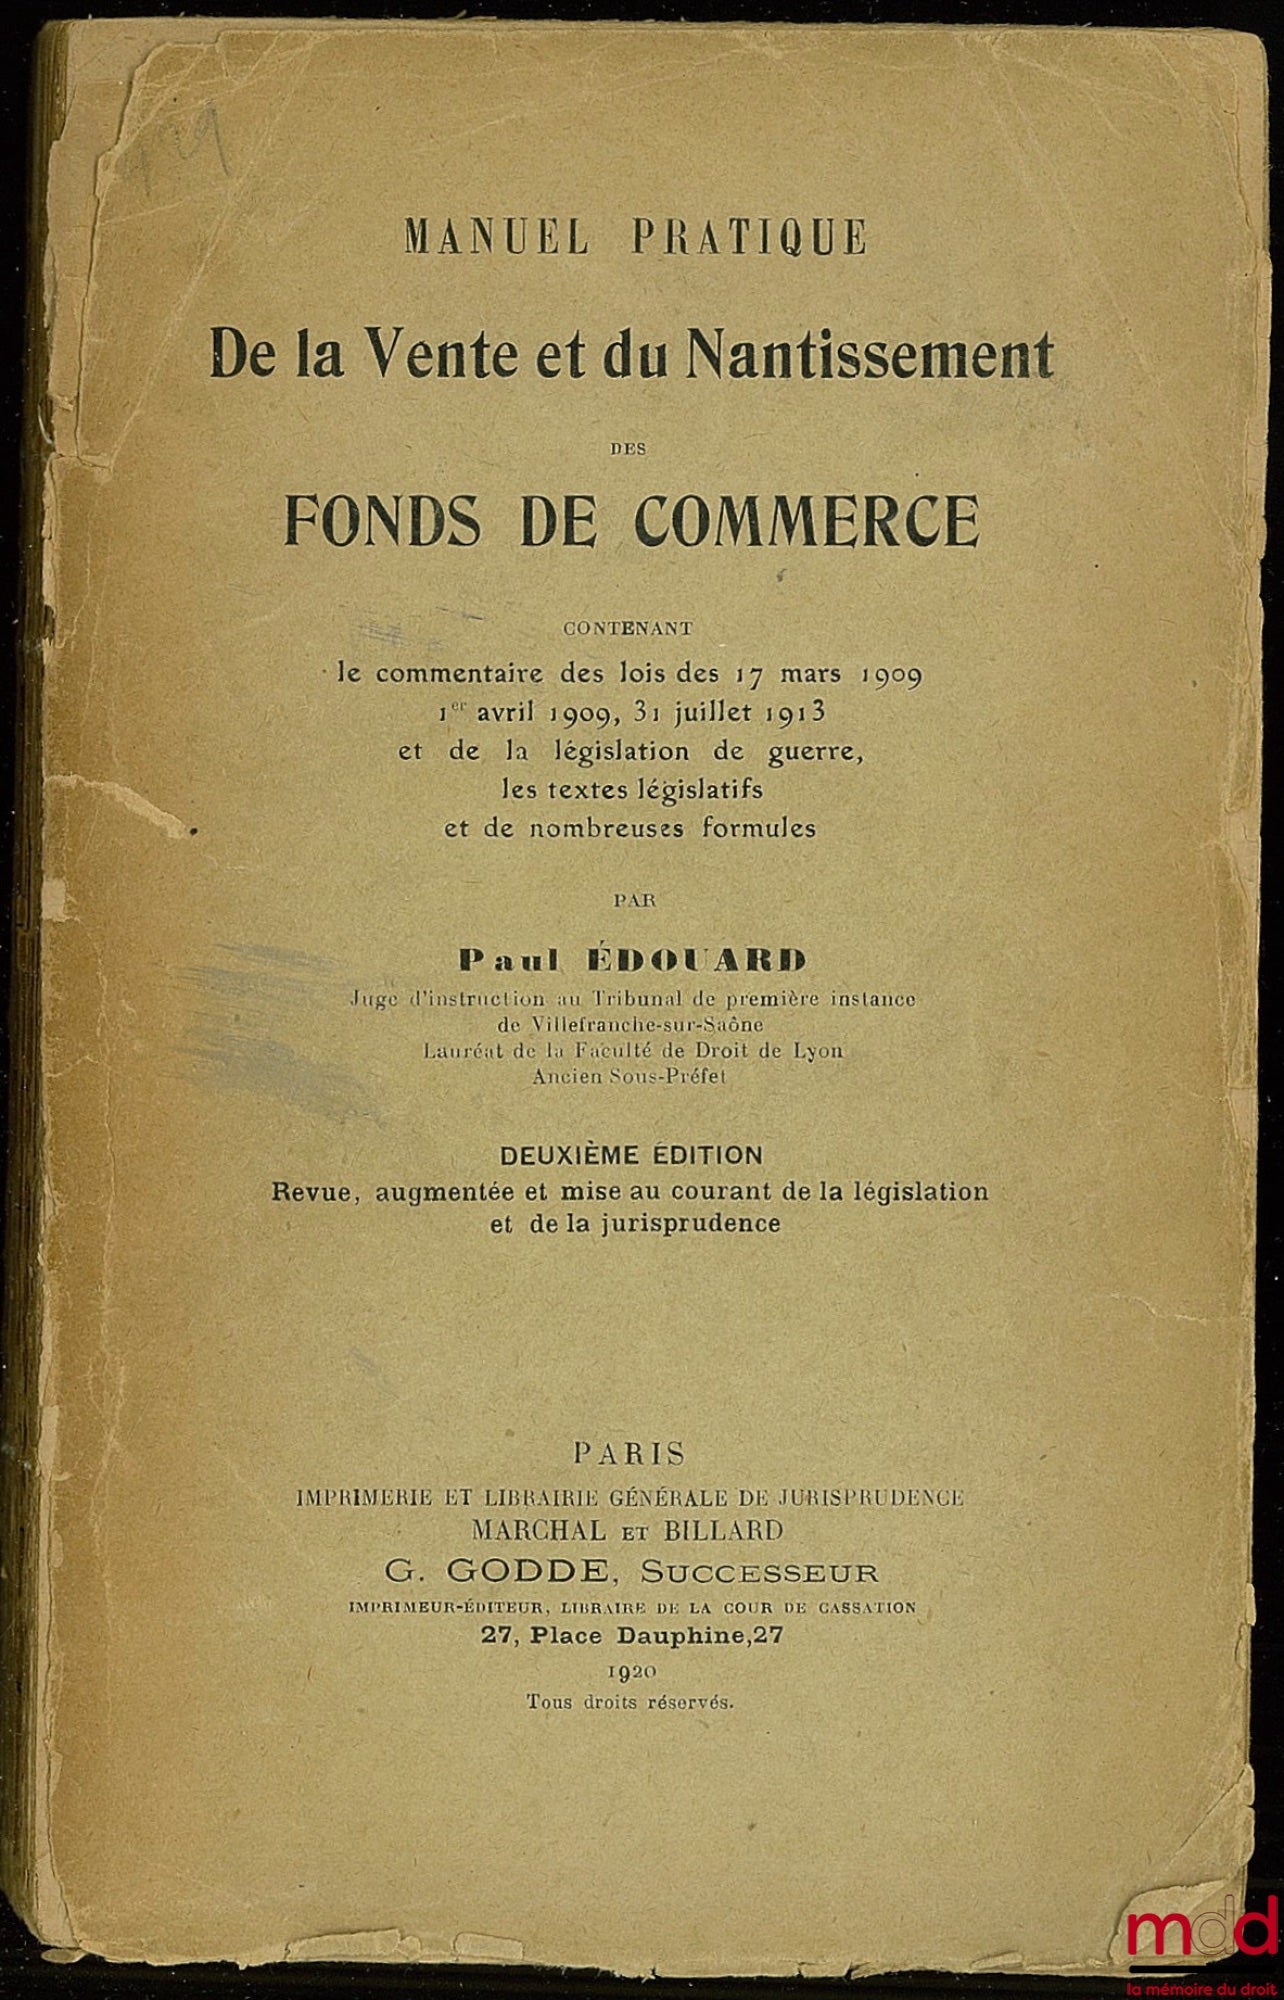 MANUEL PRATIQUE
De la Vente et du Nantissement
DES
FONDS DE COMMERCE
CONTENANT
le commentaire des lois des 17 mars 1909
1er avril 1909, 31 juillet 1913
et de la législation de guerre,
les textes législatifs
et de nombreuses formules
PAR
Paul ÉDOUARD
Juge d'instruction au Tribunal de première instance
de Villefranche-sur-Saône
Lauréat de la Faculté de Droit de Lyon
Ancien Sous-Préfet
DEUXIÈME ÉDITION
Revue, augmentée et mise au courant de la législation
et de la jurisprudence
PARIS
IMPRIMERIE ET LIBRAIRIE GÉNÉRALE DE JURISPRUDENCE
MARCHAL ET BILLARD
G. GODDE, SUCCESSEUR
IMPRIMEUR-ÉDITEUR, LIBRAIRE DE LA COUR DE CASSATION
27, Place Dauphine,27
1920
Tous droits réservés.
mdd
la mémoire du droit